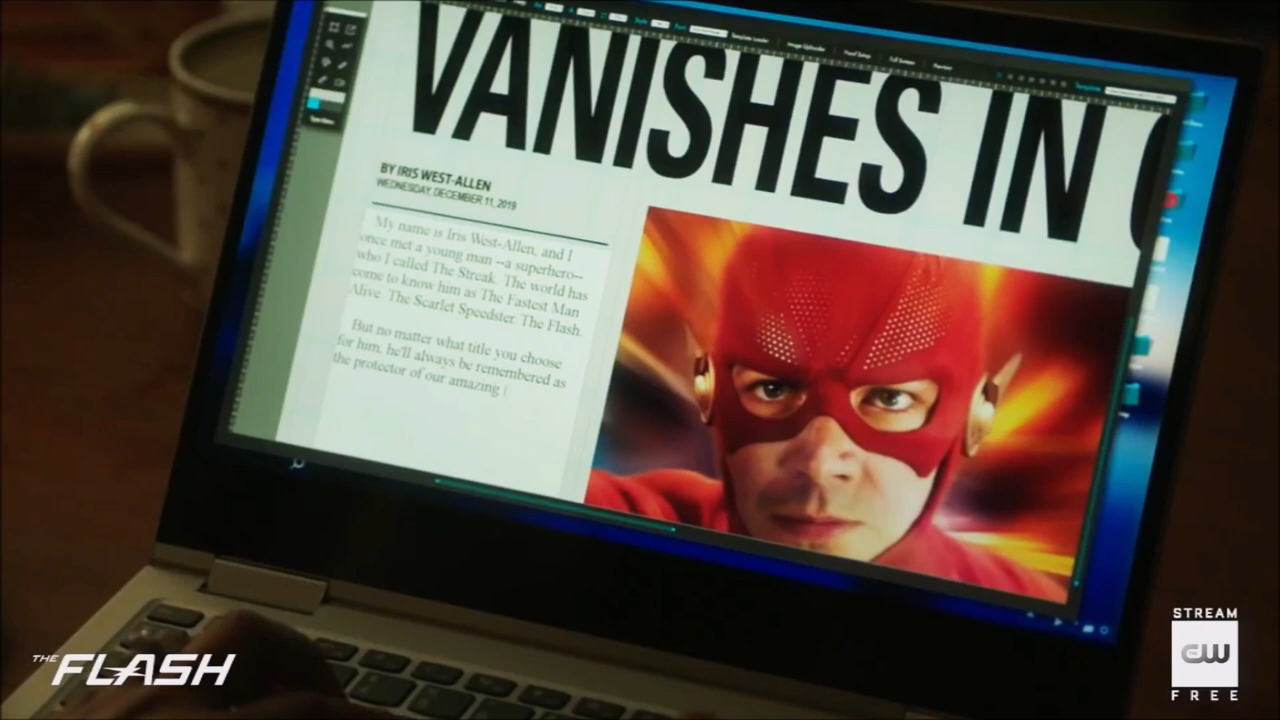 VANISHES IN
BY IRIS WEST-ALLEN
WEDNESDAY, DECEMBER 11, 2019
My name is Iris West-Allen, and I
once met a young man --a superhero--
who I called The Streak. The world has
come to know him as The Fastest Man
Alive. The Scarlet Speedster. The Flash.
But no matter what title you choose
for him, he'll always be remembered as
the protector of our amazing
THE FLASH
STREAM
THE CW
FREE